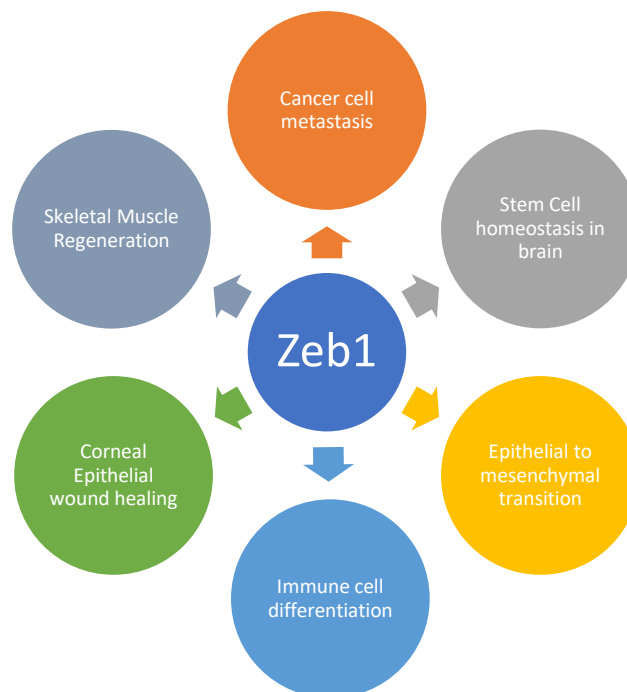 Cancer cell
metastasis
Stem Cell
homeostasis in
brain
Epithelial to
mesenchymal
transition
Immune cell
differentiation
Corneal
Epithelial
wound healing
Skeletal Muscle
Regeneration
Zeb1